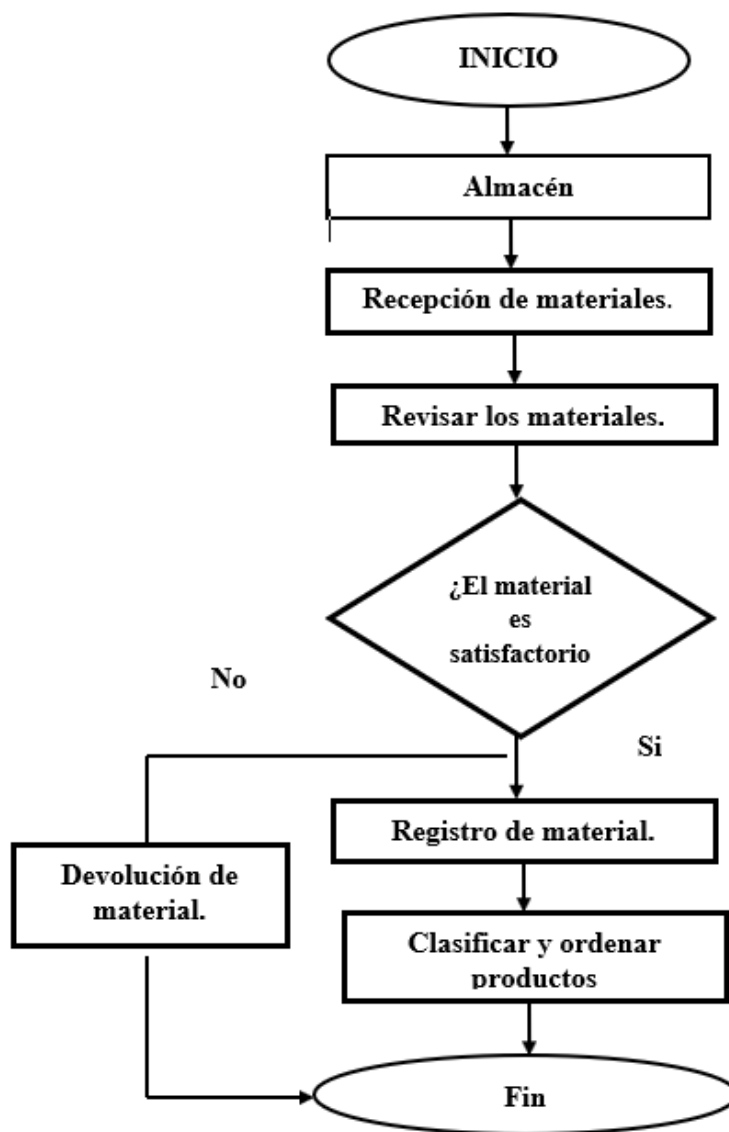 INICIO
Almacén
Recepción de materiales.
Revisar los materiales.
¿El material
es
satisfactorio
No
Si
Registro de material.
Devolución de
material.
Clasificar y ordenar
productos
Fin